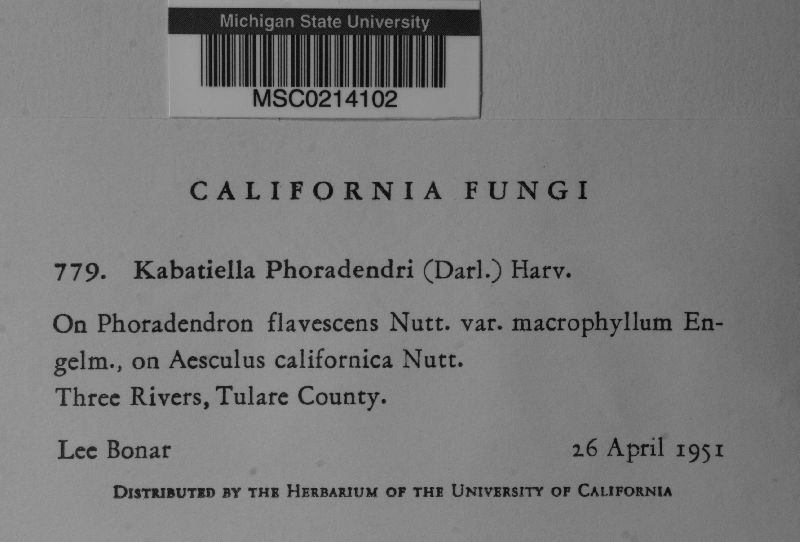 Michigan State University
MSC0214102
CALIFORNIA FUNGI
779. Kabatiella Phoradendri (Darl.) Harv.
On Phoradendron flavescens Nutt. var. macrophyllum En-
gelm., on Aesculus californica Nutt.
Three Rivers, Tulare County.
Lee Bonar 26 April 1951
DISTRIBUTED BY THE HERBARIUM OF THE UNIVERSITY OF CALIFORNIA